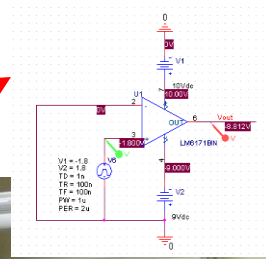 0
0V
V1
10Vdc
7
10.00V
U1
2
0V
6
OUT
Vout
-8.812V
3
-1.800V
LM6171BIN
V
V6
V1 = -1.8
V2 = 1.8
TD = 1n
TR = 100n
TF = 100n
PW = 1u
PER = 2u
4
-9.000V
V2
9Vdc
0